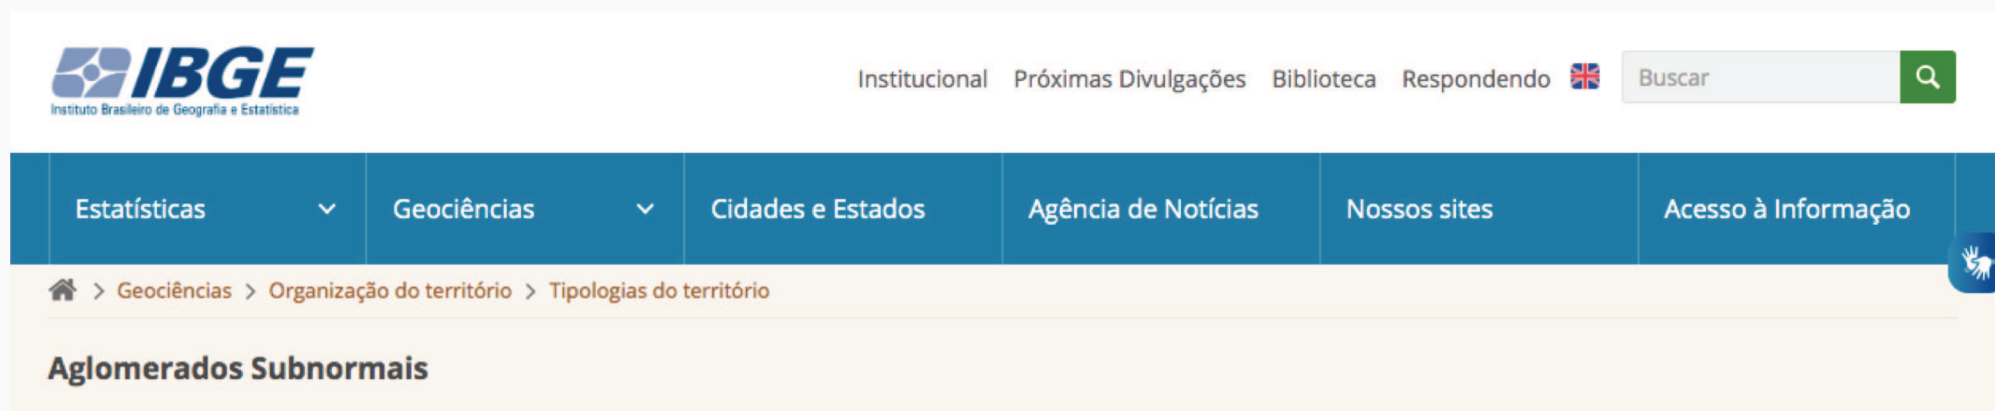 IBGE
Instituto Brasileiro de Geografia e Estatística
Institucional Próximas Divulgações Biblioteca Respondendo Buscar
Estatísticas Geociências Cidades e Estados Agência de Notícias Nossos sites Acesso à Informação
> Geociências > Organização do território > Tipologias do território
Aglomerados Subnormais